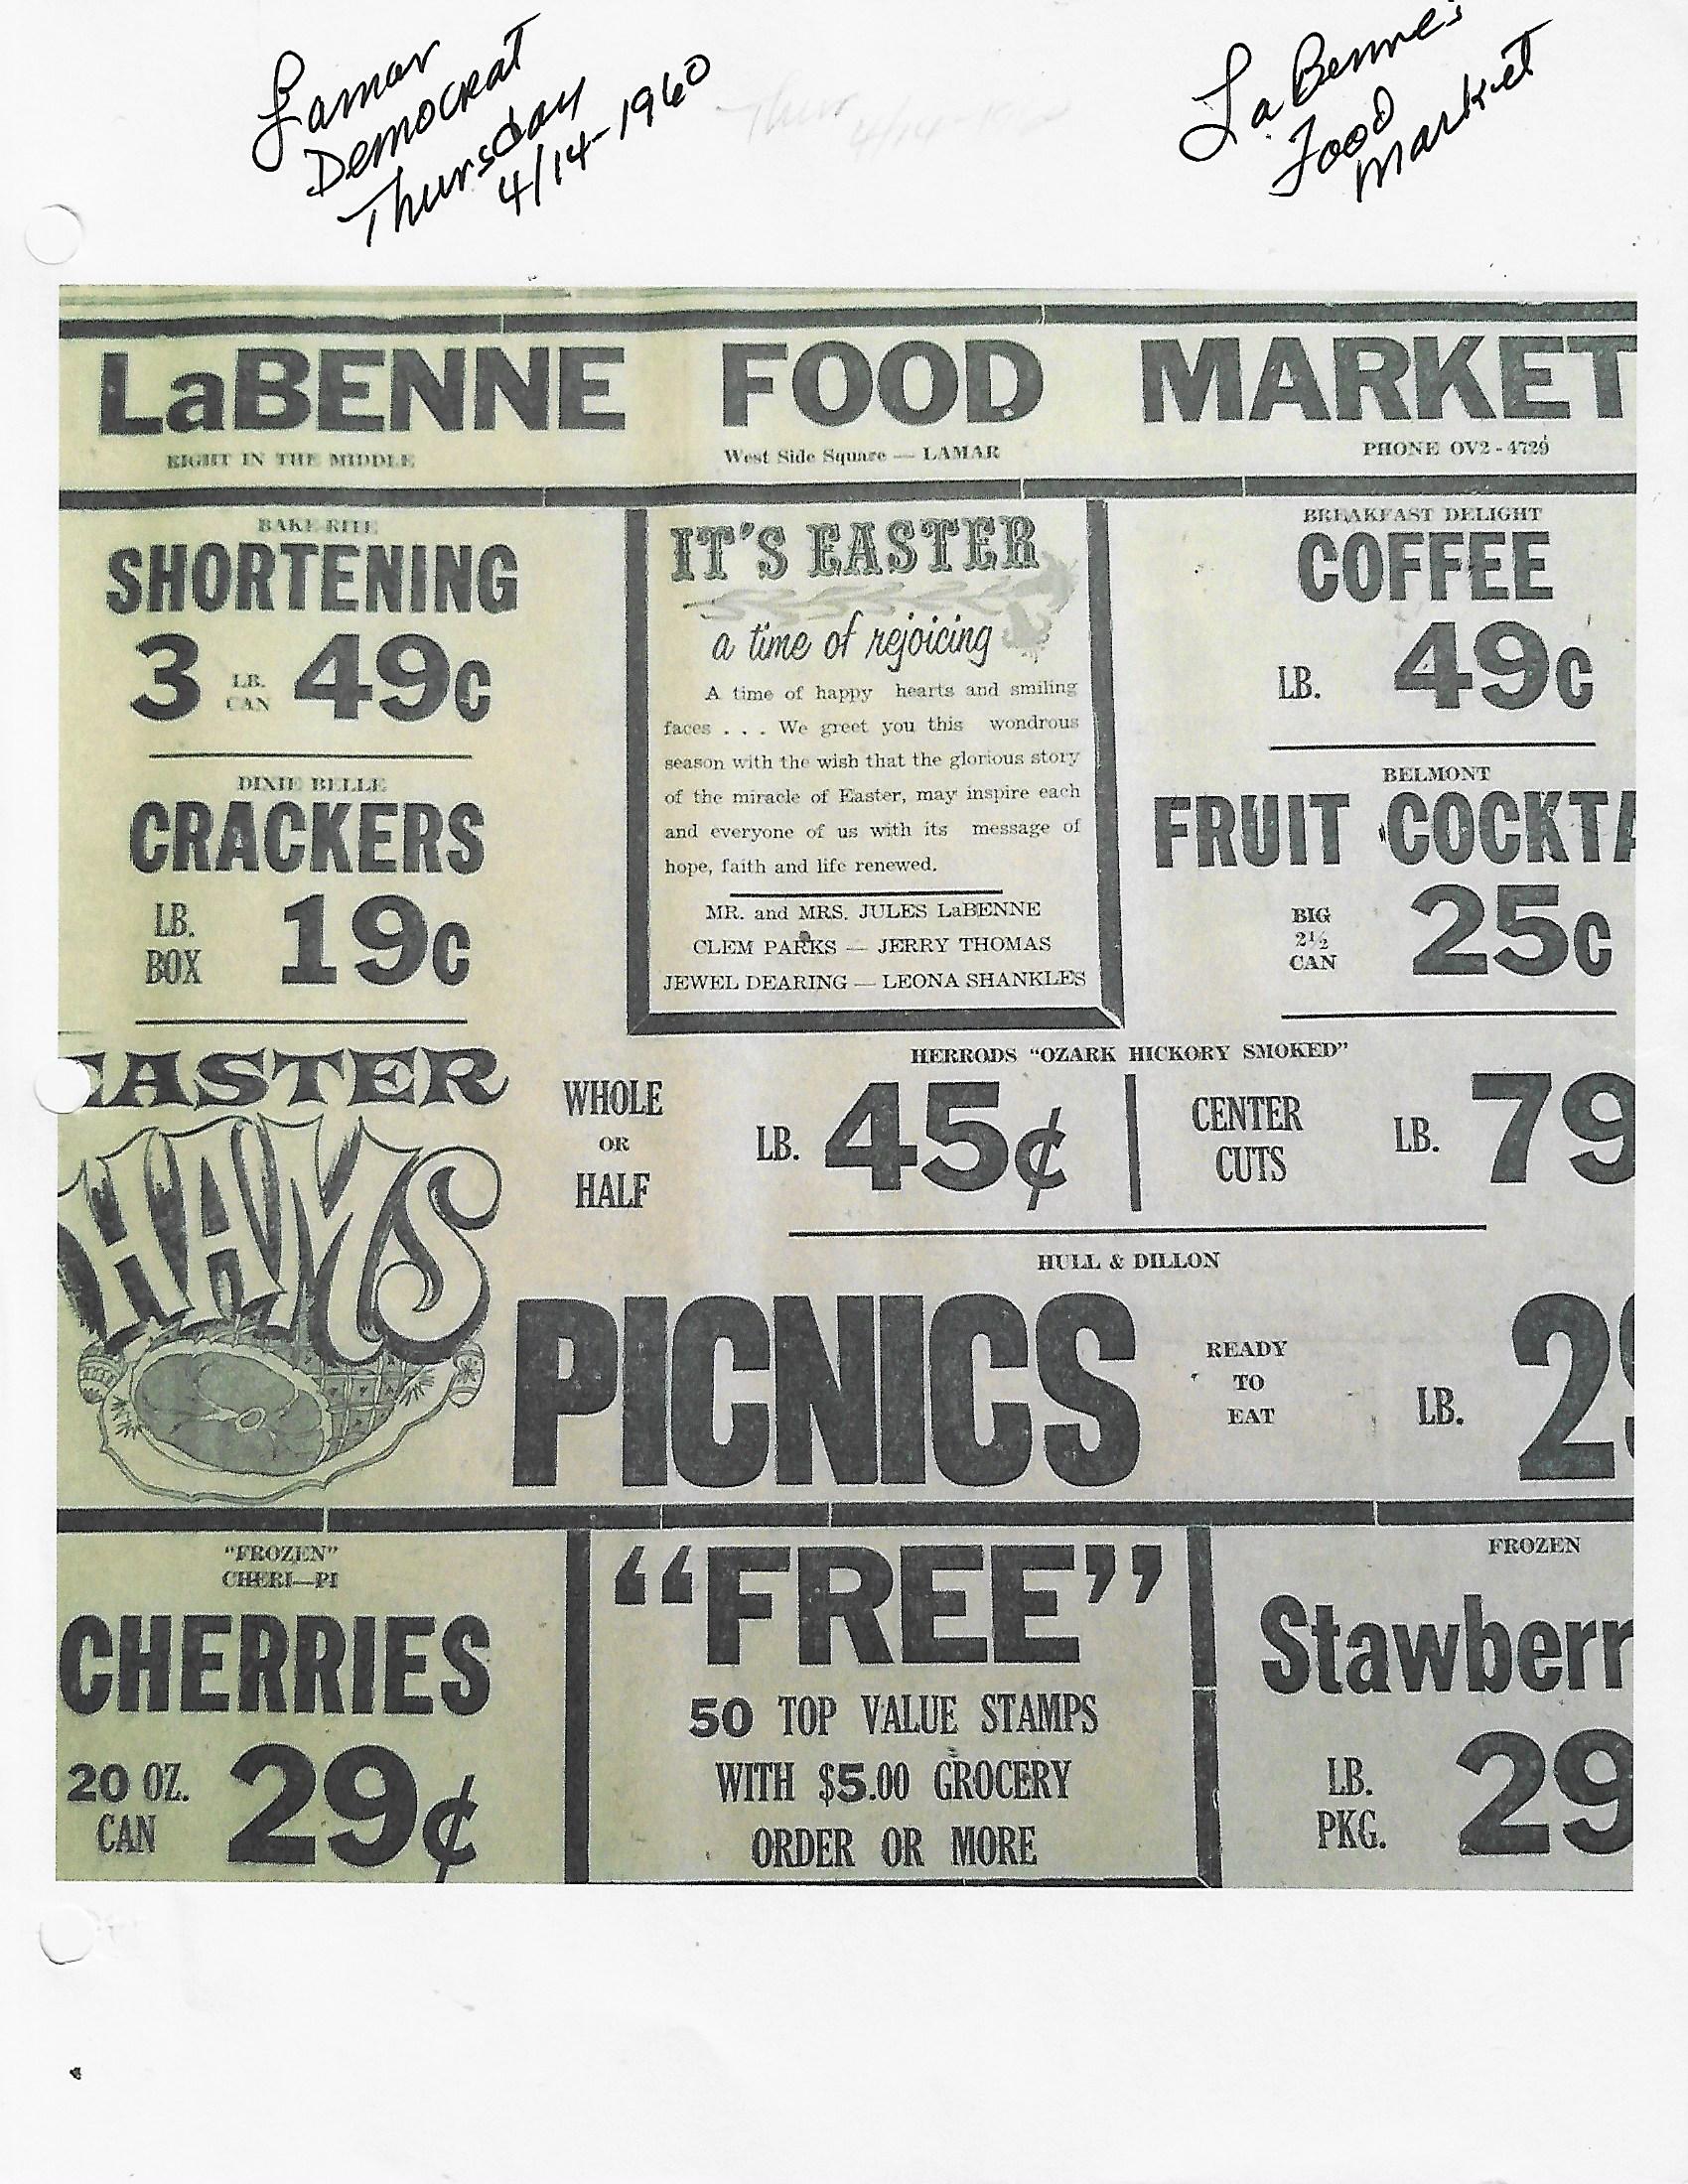 Lamar
Democrat
Thursday
4/14-1960
Thur 4/14-1960
LaBenne's
Food
Market
LaBENNE FOOD MARKET
RIGHT IN THE MIDDLE
West Side Square — LAMAR
PHONE OV2-4729
BAKE-RITE
SHORTENING
3 LB. CAN 49c
DIXIE BELLE
CRACKERS
LB. BOX 19c
IT'S EASTER
a time of rejoicing
A time of happy hearts and smiling
faces . . . We greet you this wondrous
season with the wish that the glorious story
of the miracle of Easter, may inspire each
and everyone of us with its message of
hope, faith and life renewed.
MR. and MRS. JULES LaBENNE
CLEM PARKS — JERRY THOMAS
JEWEL DEARING — LEONA SHANKLES
BREAKFAST DELIGHT
COFFEE
LB. 49c
BELMONT
FRUIT COCKTA
BIG 2½ CAN 25c
EASTER
HAMS
HERRODS "OZARK HICKORY SMOKED"
WHOLE OR HALF LB. 45¢
CENTER CUTS LB. 79
HULL & DILLON
PICNICS
READY TO EAT
LB. 29
"FROZEN"
CHERI—PI
CHERRIES
20 OZ. CAN 29¢
"FREE"
50 TOP VALUE STAMPS
WITH $5.00 GROCERY
ORDER OR MORE
FROZEN
Stawberr
LB. PKG. 29